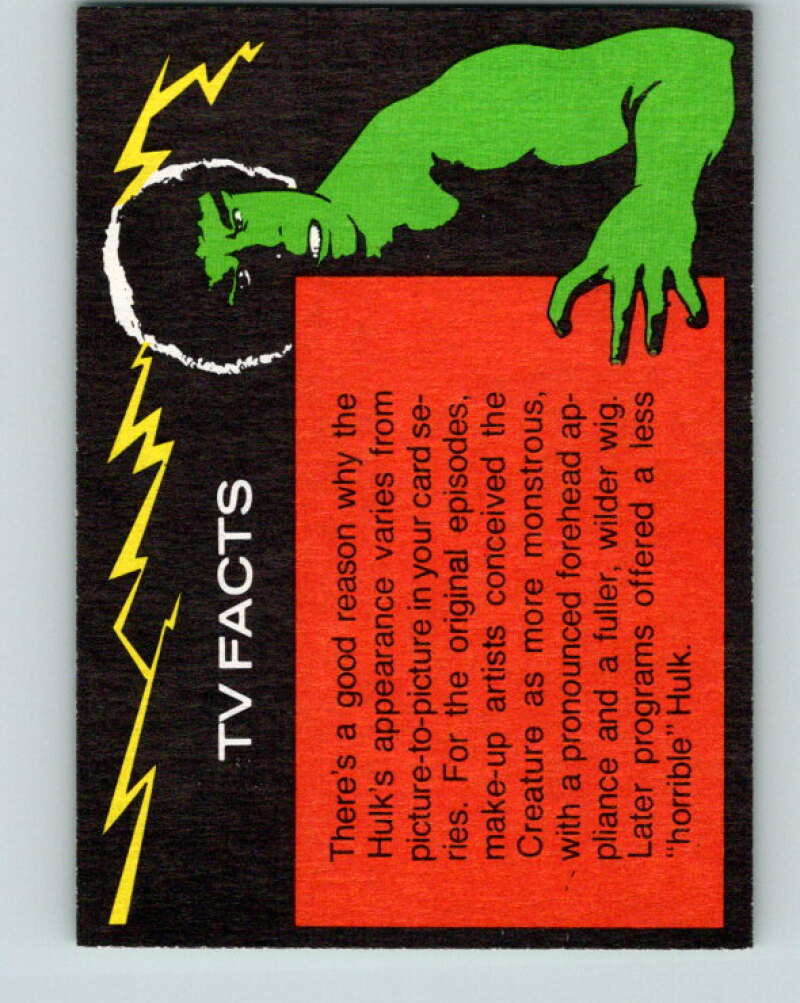 TV FACTS
There's a good reason why the
Hulk's appearance varies from
picture-to-picture in your card se-
ries. For the original episodes,
make-up artists conceived the
Creature as more monstrous,
with a pronounced forehead ap-
pliance and a fuller, wilder wig.
Later programs offered a less
"horrible" Hulk.